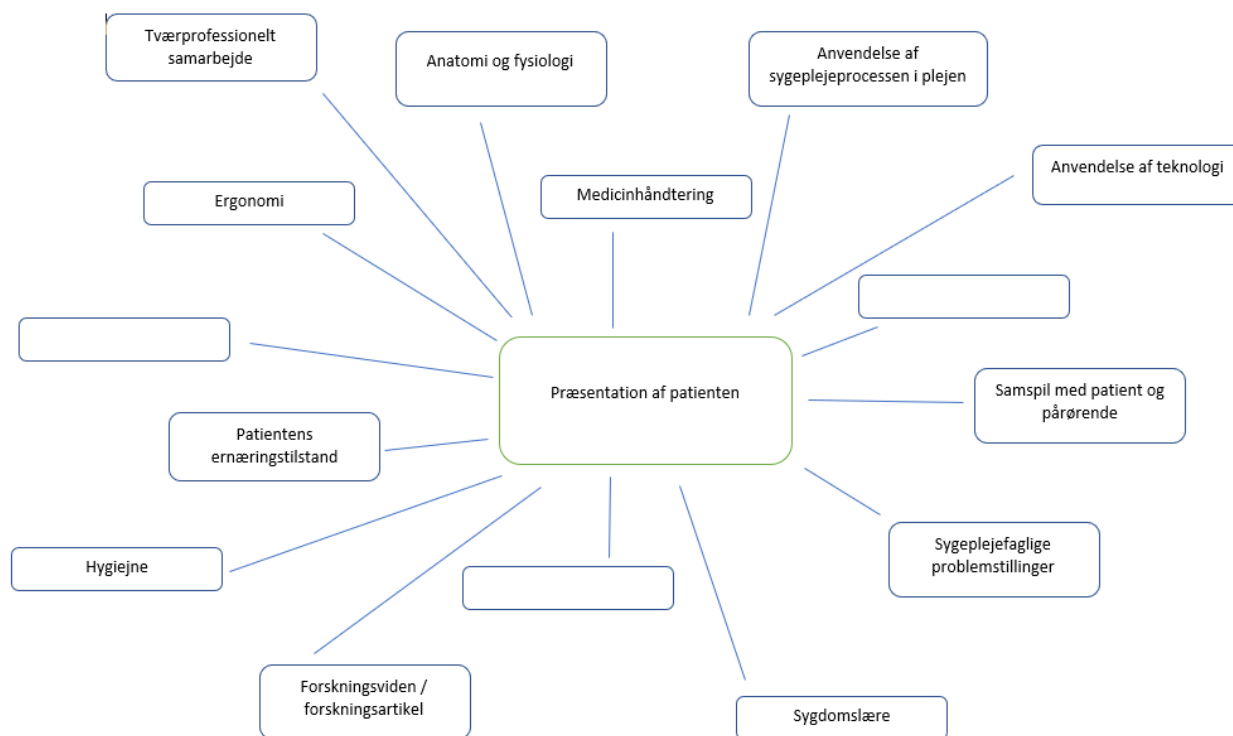 Tværprofessionelt
samarbejde
Anatomi og fysiologi
Anvendelse af
sygeplejeprocessen i plejen
Anvendelse af teknologi
Ergonomi
Medicinhåndtering
Præsentation af patienten
Samspil med patient og
pårørende
Patientens
ernæringstilstand
Sygeplejefaglige
problemstillinger
Hygiejne
Forskningsviden /
forskningsartikel
Sygdomslære